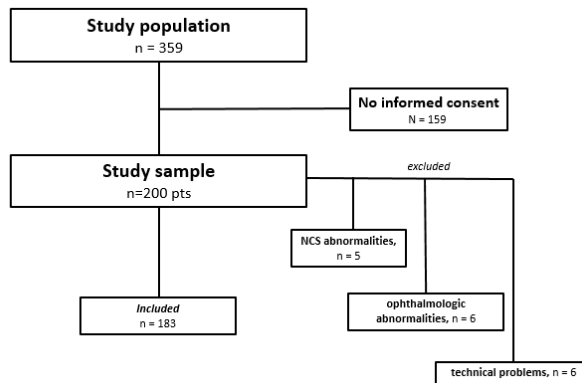 Study population
n = 359
No informed consent
N = 159
Study sample
n=200 pts
excluded
NCS abnormalities,
n = 5
Included
n = 183
ophthalmologic
abnormalities, n = 6
technical problems, n = 6